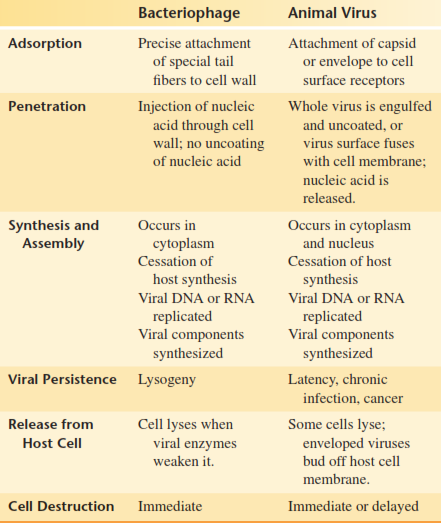 Bacteriophage Animal Virus
Adsorption Precise attachment Attachment of capsid
of special tail or envelope to cell
fibers to cell wall surface receptors
Penetration Injection of nucleic Whole virus is engulfed
acid through cell and uncoated, or
wall; no uncoating virus surface fuses
of nucleic acid with cell membrane;
nucleic acid is
released.
Synthesis and Occurs in Occurs in cytoplasm
Assembly cytoplasm and nucleus
Cessation of Cessation of host
host synthesis synthesis
Viral DNA or RNA Viral DNA or RNA
replicated replicated
Viral components Viral components
synthesized synthesized
Viral Persistence Lysogeny Latency, chronic
infection, cancer
Release from Cell lyses when Some cells lyse;
Host Cell viral enzymes enveloped viruses
weaken it. bud off host cell
membrane.
Cell Destruction Immediate Immediate or delayed